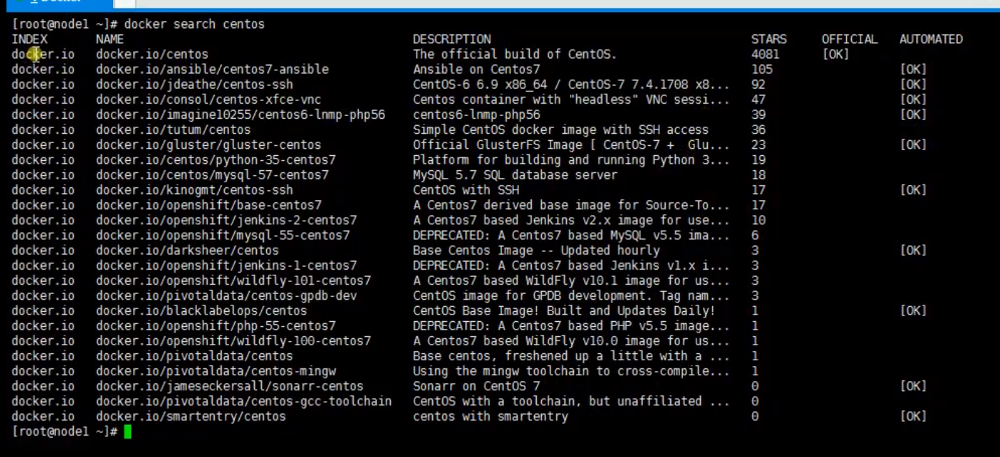 [root@node1 ~]# docker search centos
INDEX NAME DESCRIPTION STARS OFFICIAL AUTOMATED
docker.io docker.io/centos The official build of CentOS. 4081 [OK]
docker.io docker.io/ansible/centos7-ansible Ansible on Centos7 105 [OK]
docker.io docker.io/jdeathe/centos-ssh CentOS-6 6.9 x86_64 / CentOS-7 7.4.1708 x8... 92 [OK]
docker.io docker.io/consol/centos-xfce-vnc Centos container with "headless" VNC sessi... 47 [OK]
docker.io docker.io/imagine10255/centos6-lnmp-php56 centos6-lnmp-php56 39 [OK]
docker.io docker.io/tutum/centos Simple CentOS docker image with SSH access 36
docker.io docker.io/gluster/gluster-centos Official GlusterFS Image [ CentOS-7 + Glu... 23 [OK]
docker.io docker.io/centos/python-35-centos7 Platform for building and running Python 3... 19
docker.io docker.io/centos/mysql-57-centos7 MySQL 5.7 SQL database server 18
docker.io docker.io/kinogmt/centos-ssh CentOS with SSH 17 [OK]
docker.io docker.io/openshift/base-centos7 A Centos7 derived base image for Source-To... 17
docker.io docker.io/openshift/jenkins-2-centos7 A Centos7 based Jenkins v2.x image for use... 10
docker.io docker.io/openshift/mysql-55-centos7 DEPRECATED: A Centos7 based MySQL v5.5 ima... 6
docker.io docker.io/darksheer/centos Base Centos Image -- Updated hourly 3 [OK]
docker.io docker.io/openshift/jenkins-1-centos7 DEPRECATED: A Centos7 based Jenkins v1.x i... 3
docker.io docker.io/openshift/wildfly-101-centos7 A Centos7 based WildFly v10.1 image for us... 3
docker.io docker.io/pivotaldata/centos-gpdb-dev CentOS image for GPDB development. Tag nam... 3
docker.io docker.io/blacklabelops/centos CentOS Base Image! Built and Updates Daily! 1 [OK]
docker.io docker.io/openshift/php-55-centos7 DEPRECATED: A Centos7 based PHP v5.5 image... 1
docker.io docker.io/openshift/wildfly-100-centos7 A Centos7 based WildFly v10.0 image for us... 1
docker.io docker.io/pivotaldata/centos Base centos, freshened up a little with a ... 1
docker.io docker.io/pivotaldata/centos-mingw Using the mingw toolchain to cross-compile... 1
docker.io docker.io/jameseckersall/sonarr-centos Sonarr on CentOS 7 0 [OK]
docker.io docker.io/pivotaldata/centos-gcc-toolchain CentOS with a toolchain, but unaffiliated ... 0
docker.io docker.io/smartentry/centos centos with smartentry 0 [OK]
[root@node1 ~]#